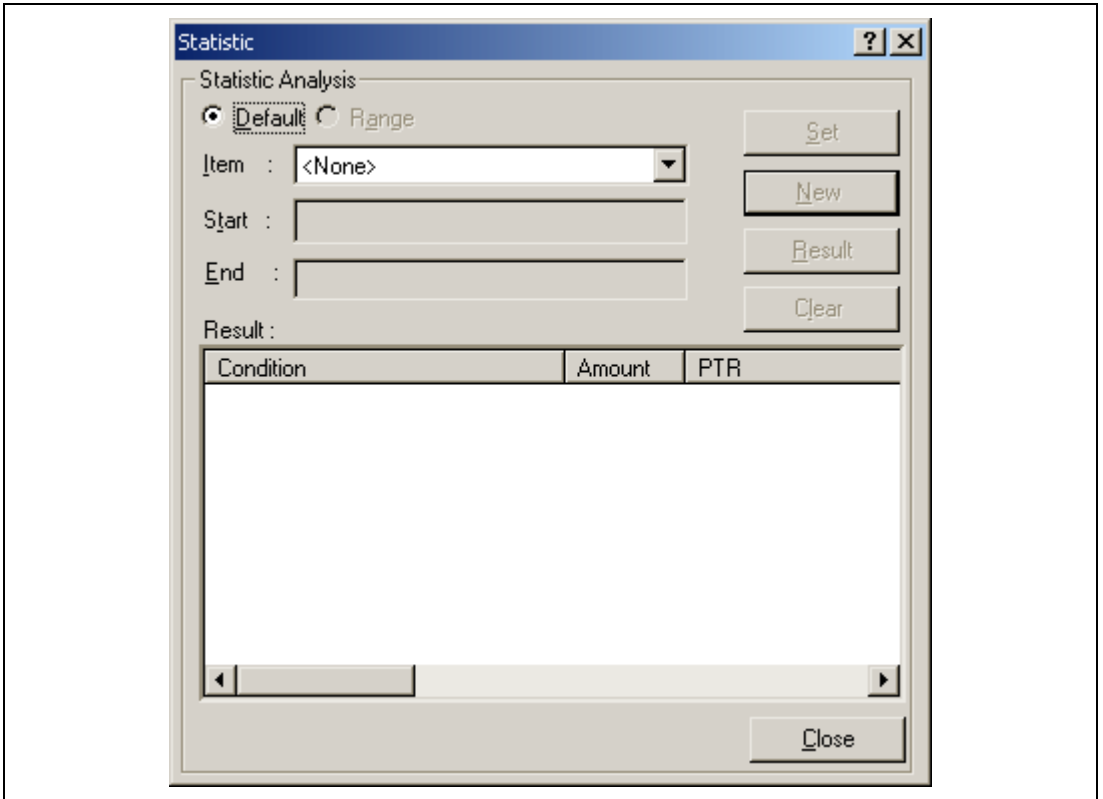 Statistic
Statistic Analysis
Default Range
Set
Item : <None>
New
Start :
Result
End :
Clear
Result :
Condition Amount PTR
Close